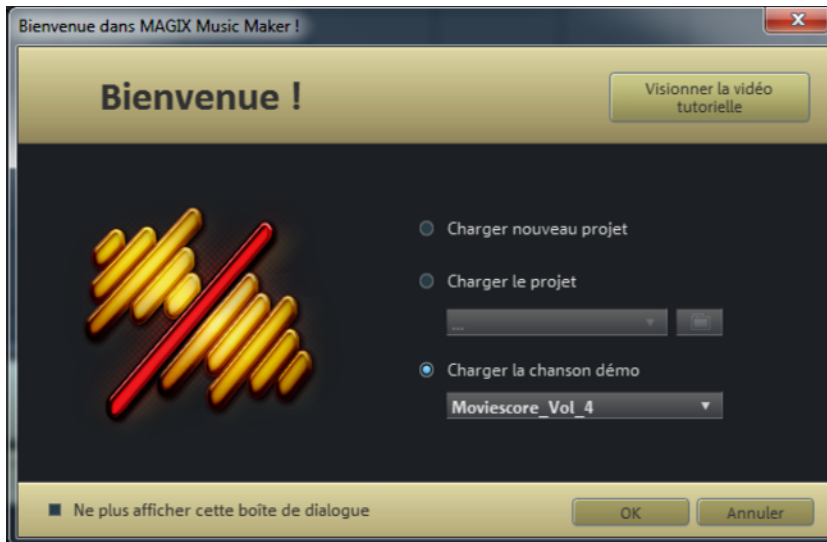 Bienvenue dans MAGIX Music Maker !
Bienvenue !
Visionner la vidéo
tutorielle
Charger nouveau projet
Charger le projet
...
Charger la chanson démo
Moviescore_Vol_4
Ne plus afficher cette boîte de dialogue
OK
Annuler